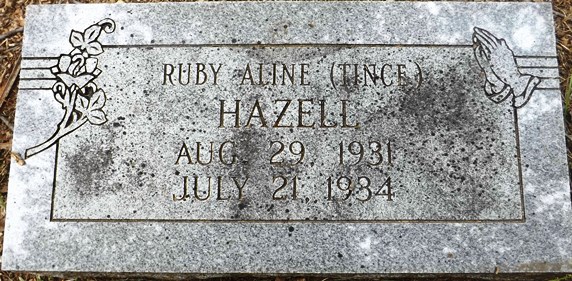 RUBY ALINE (TINCE)
HAZELL
AUG. 29, 1931
JULY 21, 1934